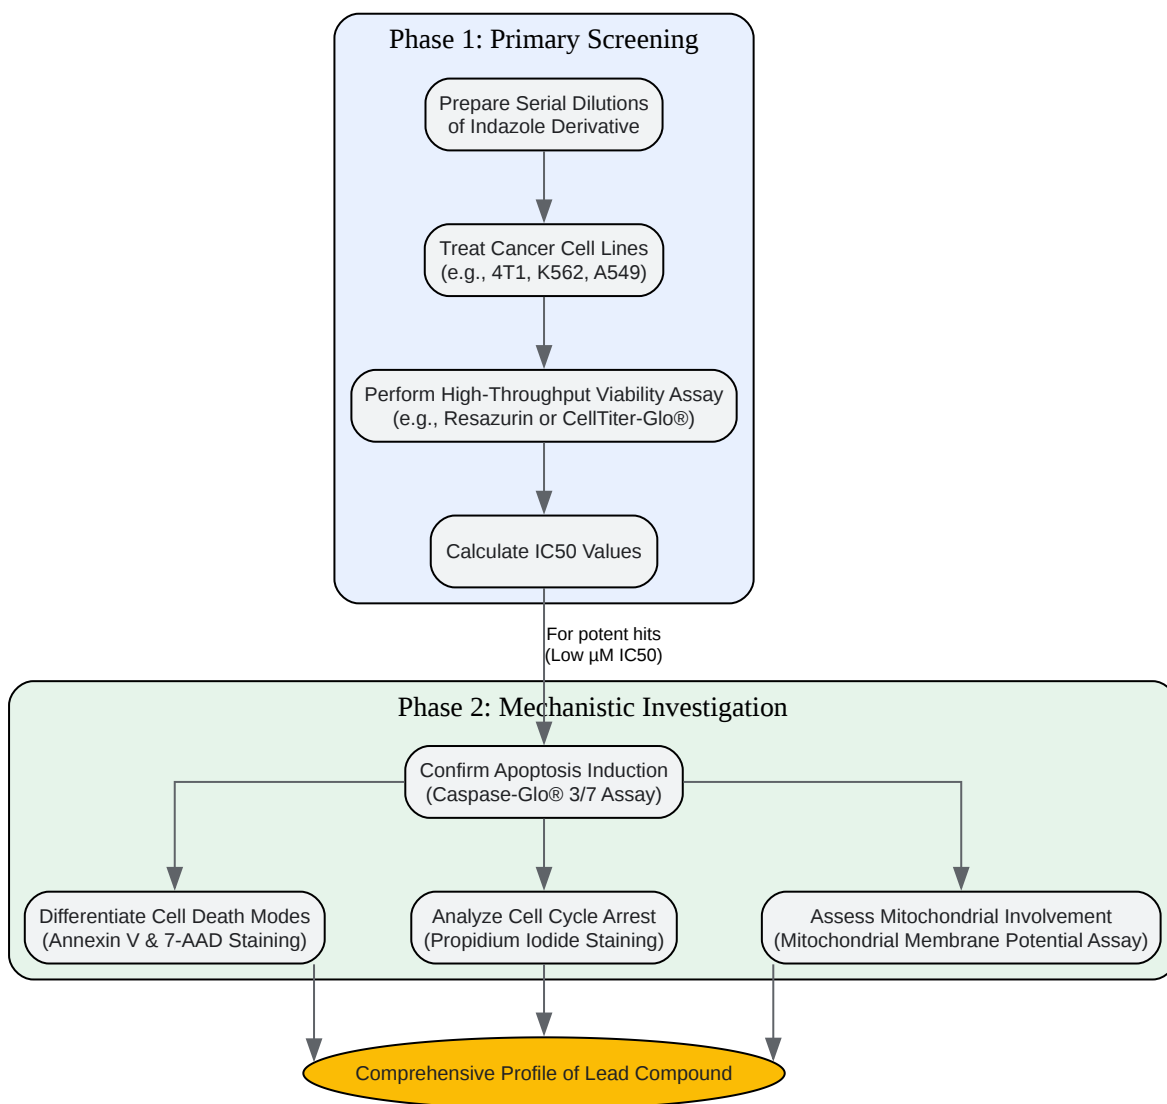 Phase 1: Primary Screening
Prepare Serial Dilutions
of Indazole Derivative
Treat Cancer Cell Lines
(e.g., 4T1, K562, A549)
Perform High-Throughput Viability Assay
(e.g., Resazurin or CellTiter-Glo®)
Calculate IC50 Values
For potent hits
(Low µM IC50)
Phase 2: Mechanistic Investigation
Confirm Apoptosis Induction
(Caspase-Glo® 3/7 Assay)
Differentiate Cell Death Modes
(Annexin V & 7-AAD Staining)
Analyze Cell Cycle Arrest
(Propidium Iodide Staining)
Assess Mitochondrial Involvement
(Mitochondrial Membrane Potential Assay)
Comprehensive Profile of Lead Compound